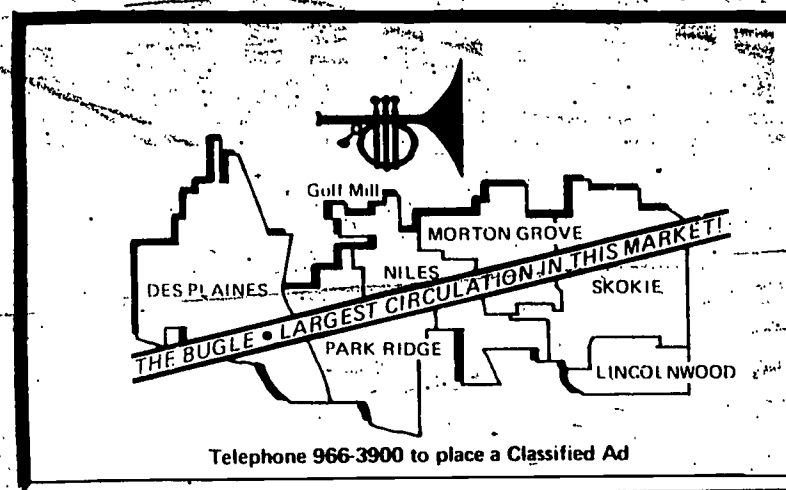 Golf Mill
MORTON GROVE
DES PLAINES
NILES
SKOKIE
THE BUGLE • LARGEST CIRCULATION IN THIS MARKET!
PARK RIDGE
LINCOLNWOOD
Telephone 966-3900 to place a Classified Ad